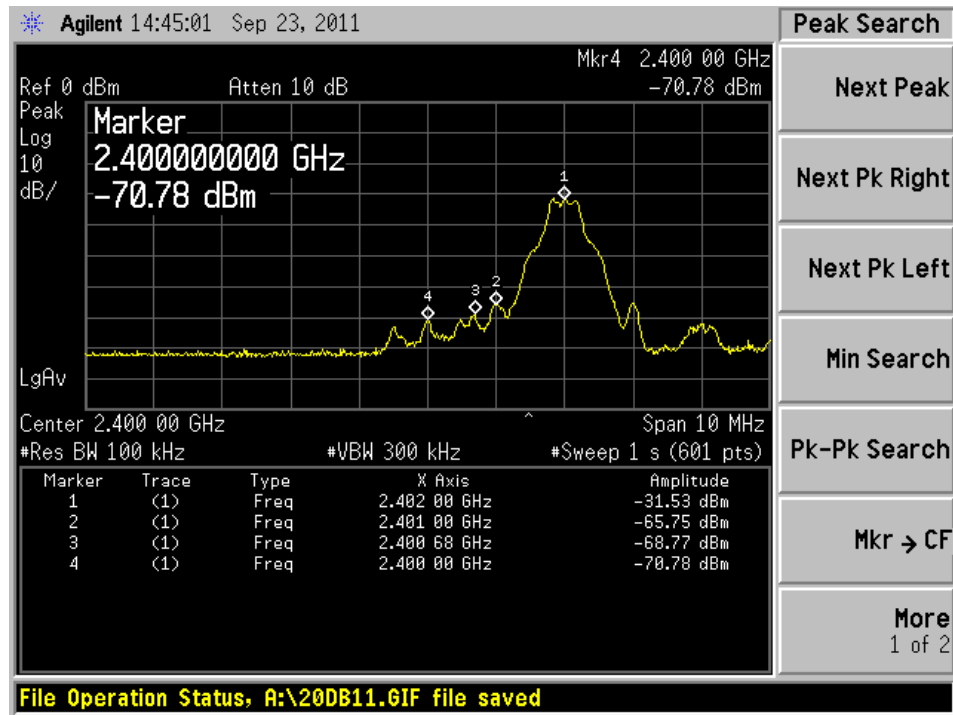 Agilent 14:45:01 Sep 23, 2011
Peak Search
Mkr4 2.400 00 GHz
Ref 0 dBm Atten 10 dB -70.78 dBm
Peak
Log
10
dB/
Marker
2.400000000 GHz
-70.78 dBm
1
2
3
4
LgAv
Center 2.400 00 GHz ^ Span 10 MHz
#Res BW 100 kHz #VBW 300 kHz #Sweep 1 s (601 pts)
Marker Trace Type X Axis Amplitude
1 (1) Freq 2.402 00 GHz -31.53 dBm
2 (1) Freq 2.401 00 GHz -65.75 dBm
3 (1) Freq 2.400 68 GHz -68.77 dBm
4 (1) Freq 2.400 00 GHz -70.78 dBm
Next Peak
Next Pk Right
Next Pk Left
Min Search
Pk-Pk Search
Mkr → CF
More
1 of 2
File Operation Status, A:\20DB11.GIF file saved